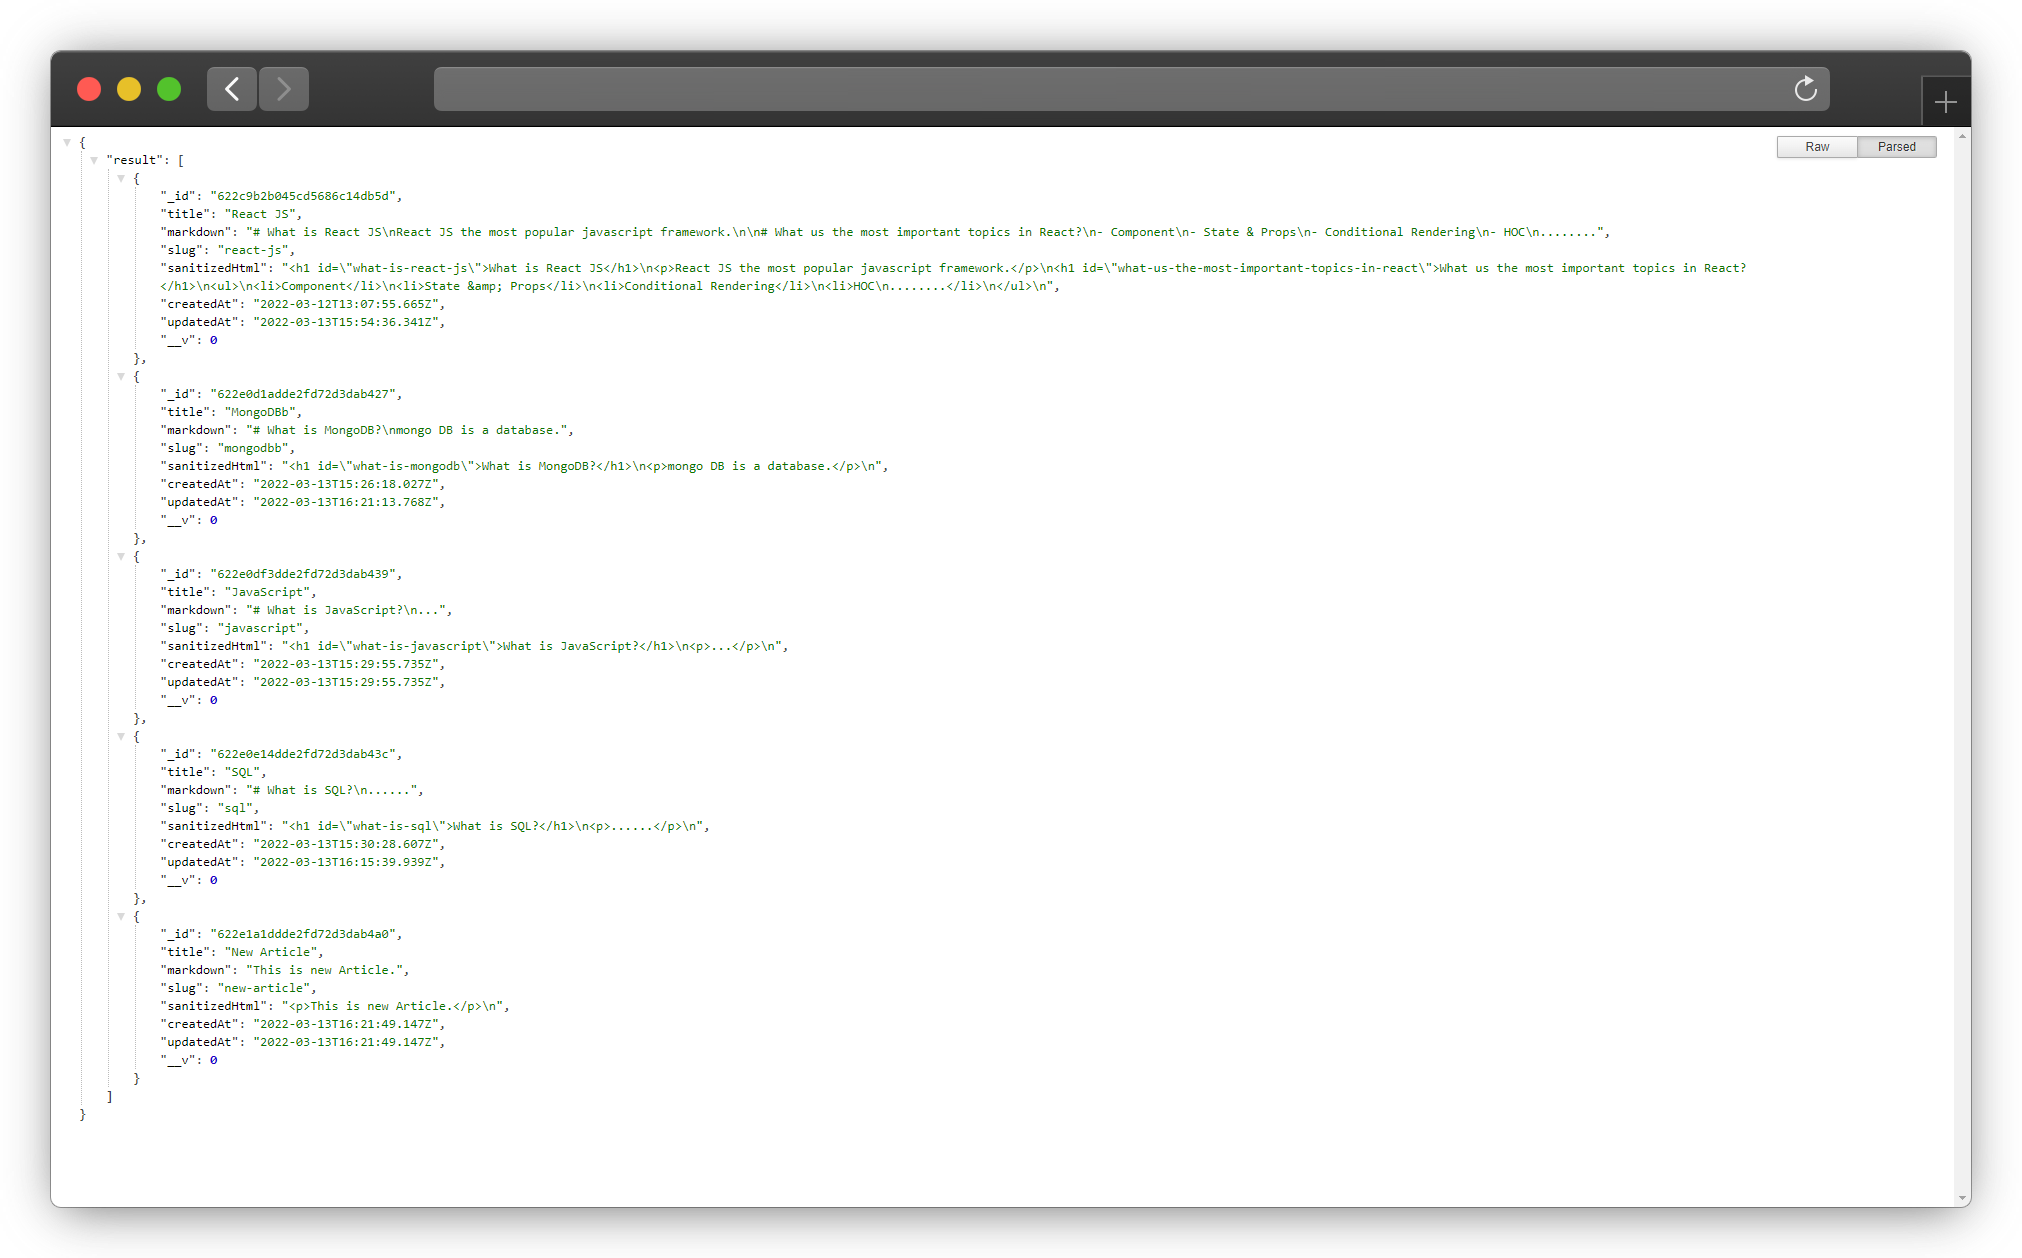 Raw Parsed
{
"result": [
{
"_id": "622c9b2b045cd5686c14db5d",
"title": "React JS",
"markdown": "# What is React JS\nReact JS the most popular javascript framework.\n\n# What us the most important topics in React?\n- Component\n- State & Props\n- Conditional Rendering\n- HOC\n........",
"slug": "react-js",
"sanitizedHtml": "<h1 id=\"what-is-react-js\">What is React JS</h1>\n<p>React JS the most popular javascript framework.</p>\n<h1 id=\"what-us-the-most-important-topics-in-react\">What us the most important topics in React?
</h1>\n<ul>\n<li>Component</li>\n<li>State &amp; Props</li>\n<li>Conditional Rendering</li>\n<li>HOC\n........</li>\n</ul>\n",
"createdAt": "2022-03-12T13:07:55.665Z",
"updatedAt": "2022-03-13T15:54:36.341Z",
"__v": 0
},
{
"_id": "622e0d1adde2fd72d3dab427",
"title": "MongoDBb",
"markdown": "# What is MongoDB?\nmongo DB is a database.",
"slug": "mongodbb",
"sanitizedHtml": "<h1 id=\"what-is-mongodb\">What is MongoDB?</h1>\n<p>mongo DB is a database.</p>\n",
"createdAt": "2022-03-13T15:26:18.027Z",
"updatedAt": "2022-03-13T16:21:13.768Z",
"__v": 0
},
{
"_id": "622e0df3dde2fd72d3dab439",
"title": "JavaScript",
"markdown": "# What is JavaScript?\n...",
"slug": "javascript",
"sanitizedHtml": "<h1 id=\"what-is-javascript\">What is JavaScript?</h1>\n<p>...</p>\n",
"createdAt": "2022-03-13T15:29:55.735Z",
"updatedAt": "2022-03-13T15:29:55.735Z",
"__v": 0
},
{
"_id": "622e0e14dde2fd72d3dab43c",
"title": "SQL",
"markdown": "# What is SQL?\n......",
"slug": "sql",
"sanitizedHtml": "<h1 id=\"what-is-sql\">What is SQL?</h1>\n<p>......</p>\n",
"createdAt": "2022-03-13T15:30:28.607Z",
"updatedAt": "2022-03-13T16:15:39.939Z",
"__v": 0
},
{
"_id": "622e1a1ddde2fd72d3dab4a0",
"title": "New Article",
"markdown": "This is new Article.",
"slug": "new-article",
"sanitizedHtml": "<p>This is new Article.</p>\n",
"createdAt": "2022-03-13T16:21:49.147Z",
"updatedAt": "2022-03-13T16:21:49.147Z",
"__v": 0
}
]
}